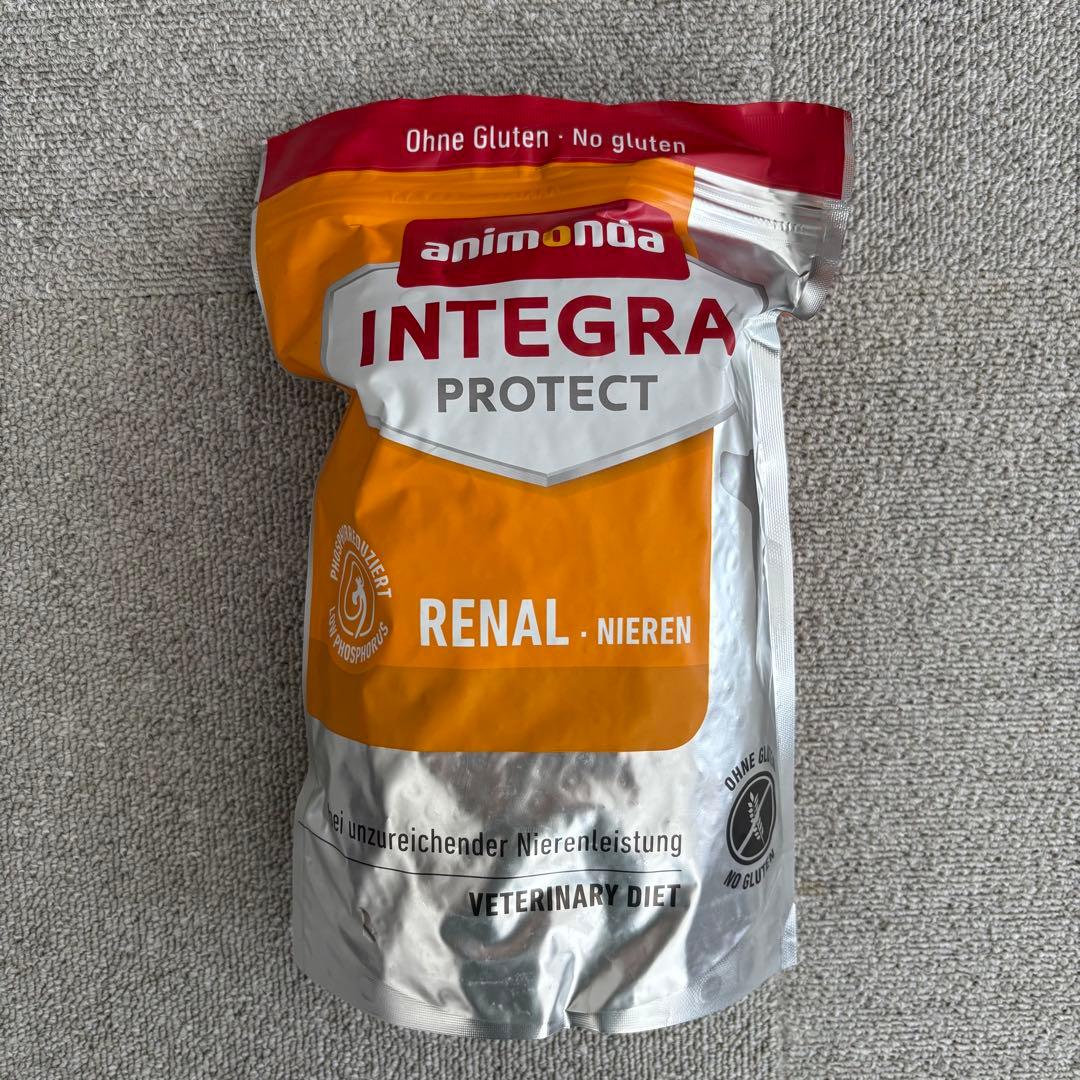 Ohne Gluten · No gluten
animonda
INTEGRA
PROTECT
PHOSPHORREDUZIERT
LOW PHOSPHORUS
RENAL · NIEREN
OHNE
NO GLUTEN
unzureichender Nierenleistung
VETERINARY DIET